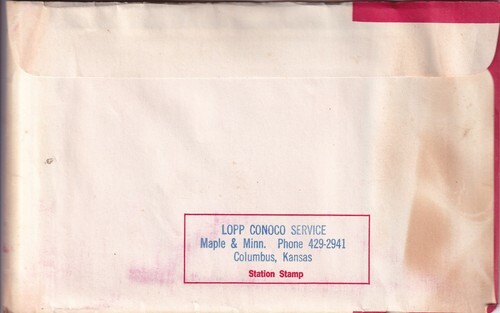 LOPP CONOCO SERVICE
Maple & Minn. Phone 429-2941
Columbus, Kansas
Station Stamp